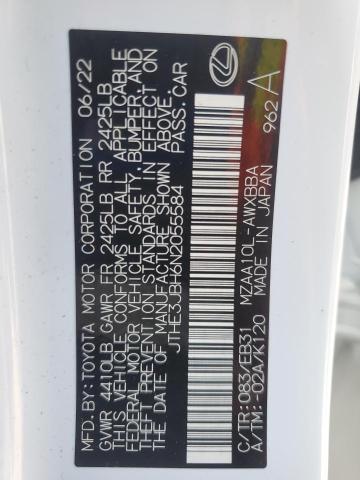 MFD. BY: TOYOTA MOTOR CORPORATION 06/22
GVWR 4410LB GAWR FR 2425LB RR 2425LB
THIS VEHICLE CONFORMS TO ALL APPLICABLE
FEDERAL MOTOR VEHICLE SAFETY, BUMPER, AND
THEFT PREVENTION STANDARDS IN EFFECT ON
THE DATE OF MANUFACTURE SHOWN ABOVE.
JTHE3JBH6N2055584 PASS.CAR
C/TR: 083/EB31 MZAA10L-AWXBBA
A/TM: -02A/K120 MADE IN JAPAN 962 A